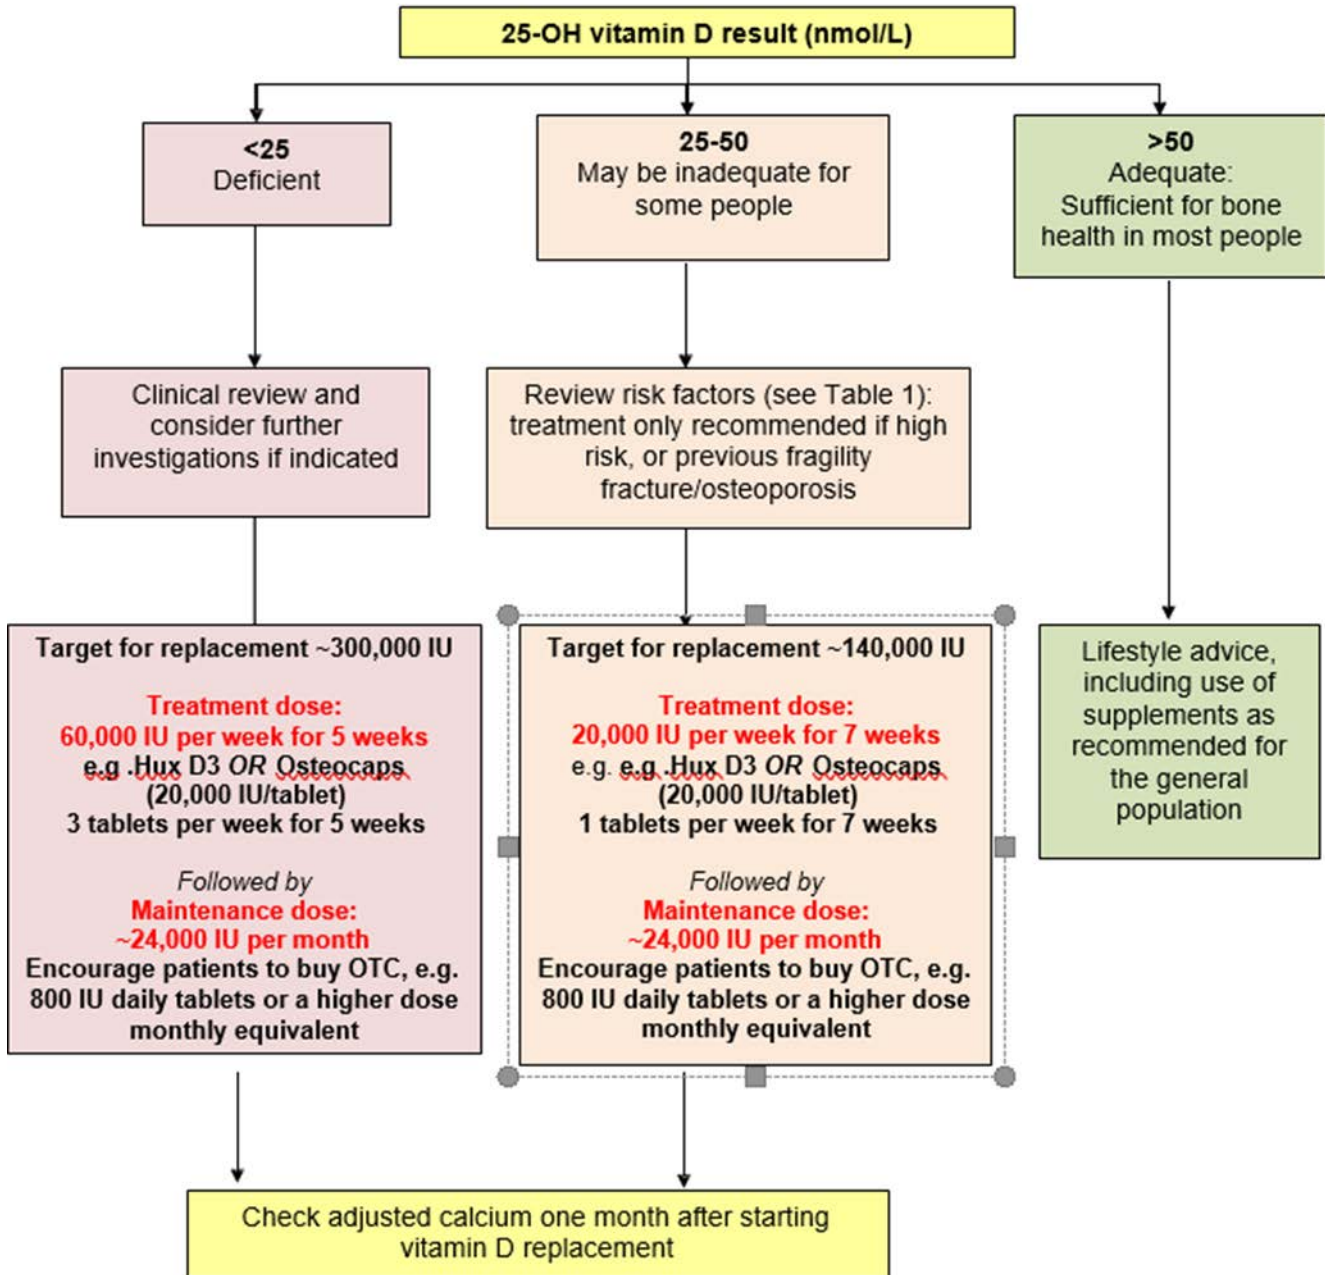 25-OH vitamin D result (nmol/L)
<25
Deficient
25-50
May be inadequate for
some people
>50
Adequate:
Sufficient for bone
health in most people
Clinical review and
consider further
investigations if indicated
Review risk factors (see Table 1):
treatment only recommended if high
risk, or previous fragility
fracture/osteoporosis
Target for replacement ~300,000 IU
Treatment dose:
60,000 IU per week for 5 weeks
e.g .Hux D3 OR Osteocaps
(20,000 IU/tablet)
3 tablets per week for 5 weeks
Followed by
Maintenance dose:
~24,000 IU per month
Encourage patients to buy OTC, e.g.
800 IU daily tablets or a higher dose
monthly equivalent
Target for replacement ~140,000 IU
Treatment dose:
20,000 IU per week for 7 weeks
e.g. e.g .Hux D3 OR Osteocaps
(20,000 IU/tablet)
1 tablets per week for 7 weeks
Followed by
Maintenance dose:
~24,000 IU per month
Encourage patients to buy OTC, e.g.
800 IU daily tablets or a higher dose
monthly equivalent
Lifestyle advice,
including use of
supplements as
recommended for
the general
population
Check adjusted calcium one month after starting
vitamin D replacement